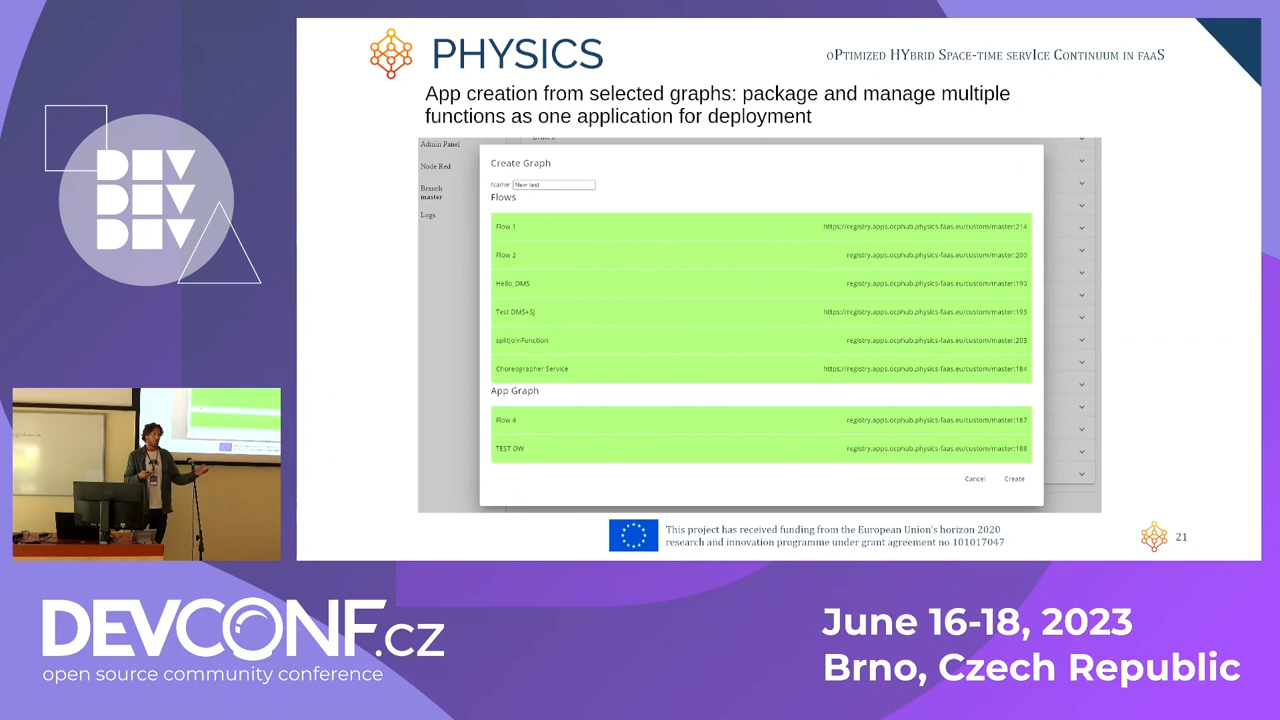 PHYSICS
oPtimized HYbrid Space-time servIce Continuum in faaS
App creation from selected graphs: package and manage multiple
functions as one application for deployment
Admin Panel
Node Red
Branch
master
Logs
Create Graph
Name: New test
Flows
Flow 1 https://registry.apps.ocphub.physics-faas.eu/custom/master:214
Flow 2 registry.apps.ocphub.physics-faas.eu/custom/master:200
Hello_DMS registry.apps.ocphub.physics-faas.eu/custom/master:190
Test DMS+SJ https://registry.apps.ocphub.physics-faas.eu/custom/master:193
splitJoinFunction registry.apps.ocphub.physics-faas.eu/custom/master:203
Choreographer Service https://registry.apps.ocphub.physics-faas.eu/custom/master:184
App Graph
Flow 4 registry.apps.ocphub.physics-faas.eu/custom/master:187
TEST OW registry.apps.ocphub.physics-faas.eu/custom/master:188
Cancel Create
This project has received funding from the European Union's horizon 2020
research and innovation programme under grant agreement no 101017047
21
DEV
DEV
DEV
DEVCONF.cz
open source community conference
June 16-18, 2023
Brno, Czech Republic